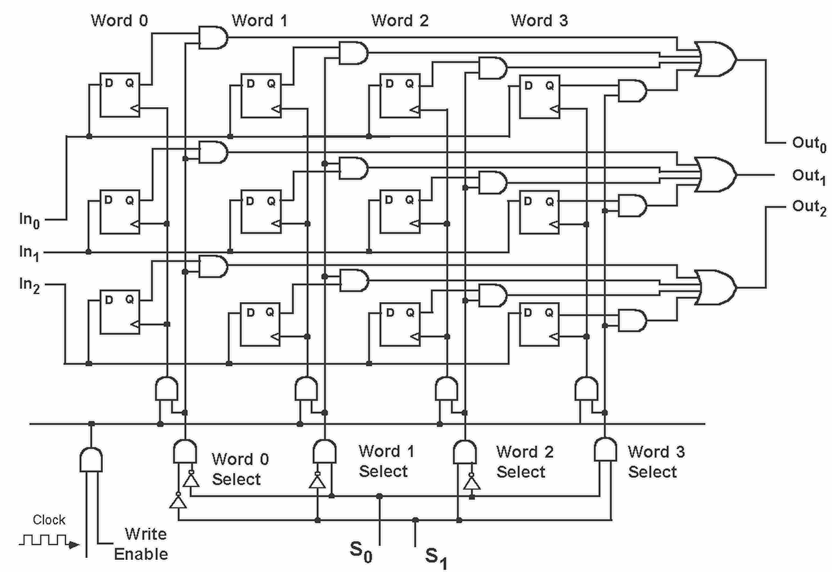 Word 0 Word 1 Word 2 Word 3
D Q D Q D Q D Q
Out0
D Q D Q D Q D Q
Out1
Out2
In0
In1
In2
D Q D Q D Q D Q
Word 0 Select
Word 1 Select
Word 2 Select
Word 3 Select
Clock
Write
Enable
S0 S1